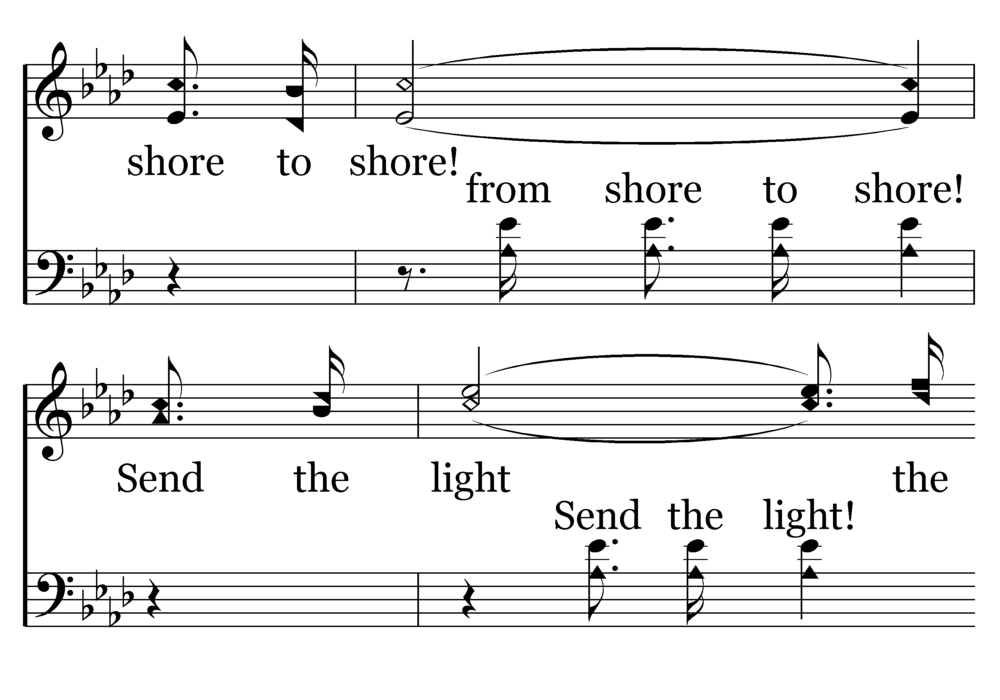 shore to shore!
from shore to shore!
Send the light the
Send the light!